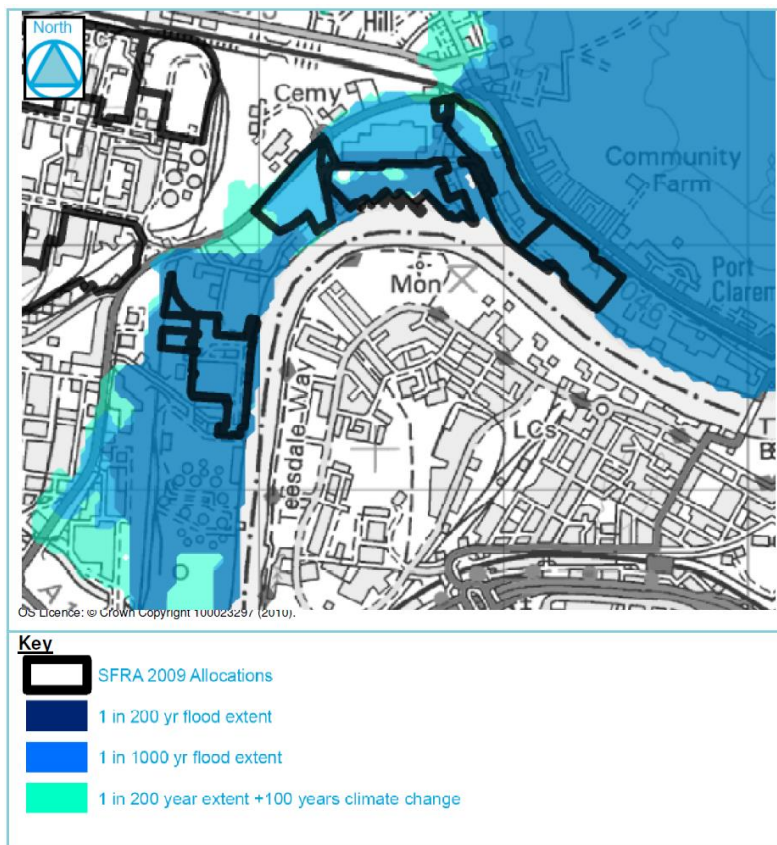 North
Hill
Cemy
Community
Farm
Mon
Port
Claren
A
046
Teesdale Way
LCs
A
OS Licence: © Crown Copyright 100023297 (2010).
Key
SFRA 2009 Allocations
1 in 200 yr flood extent
1 in 1000 yr flood extent
1 in 200 year extent +100 years climate change